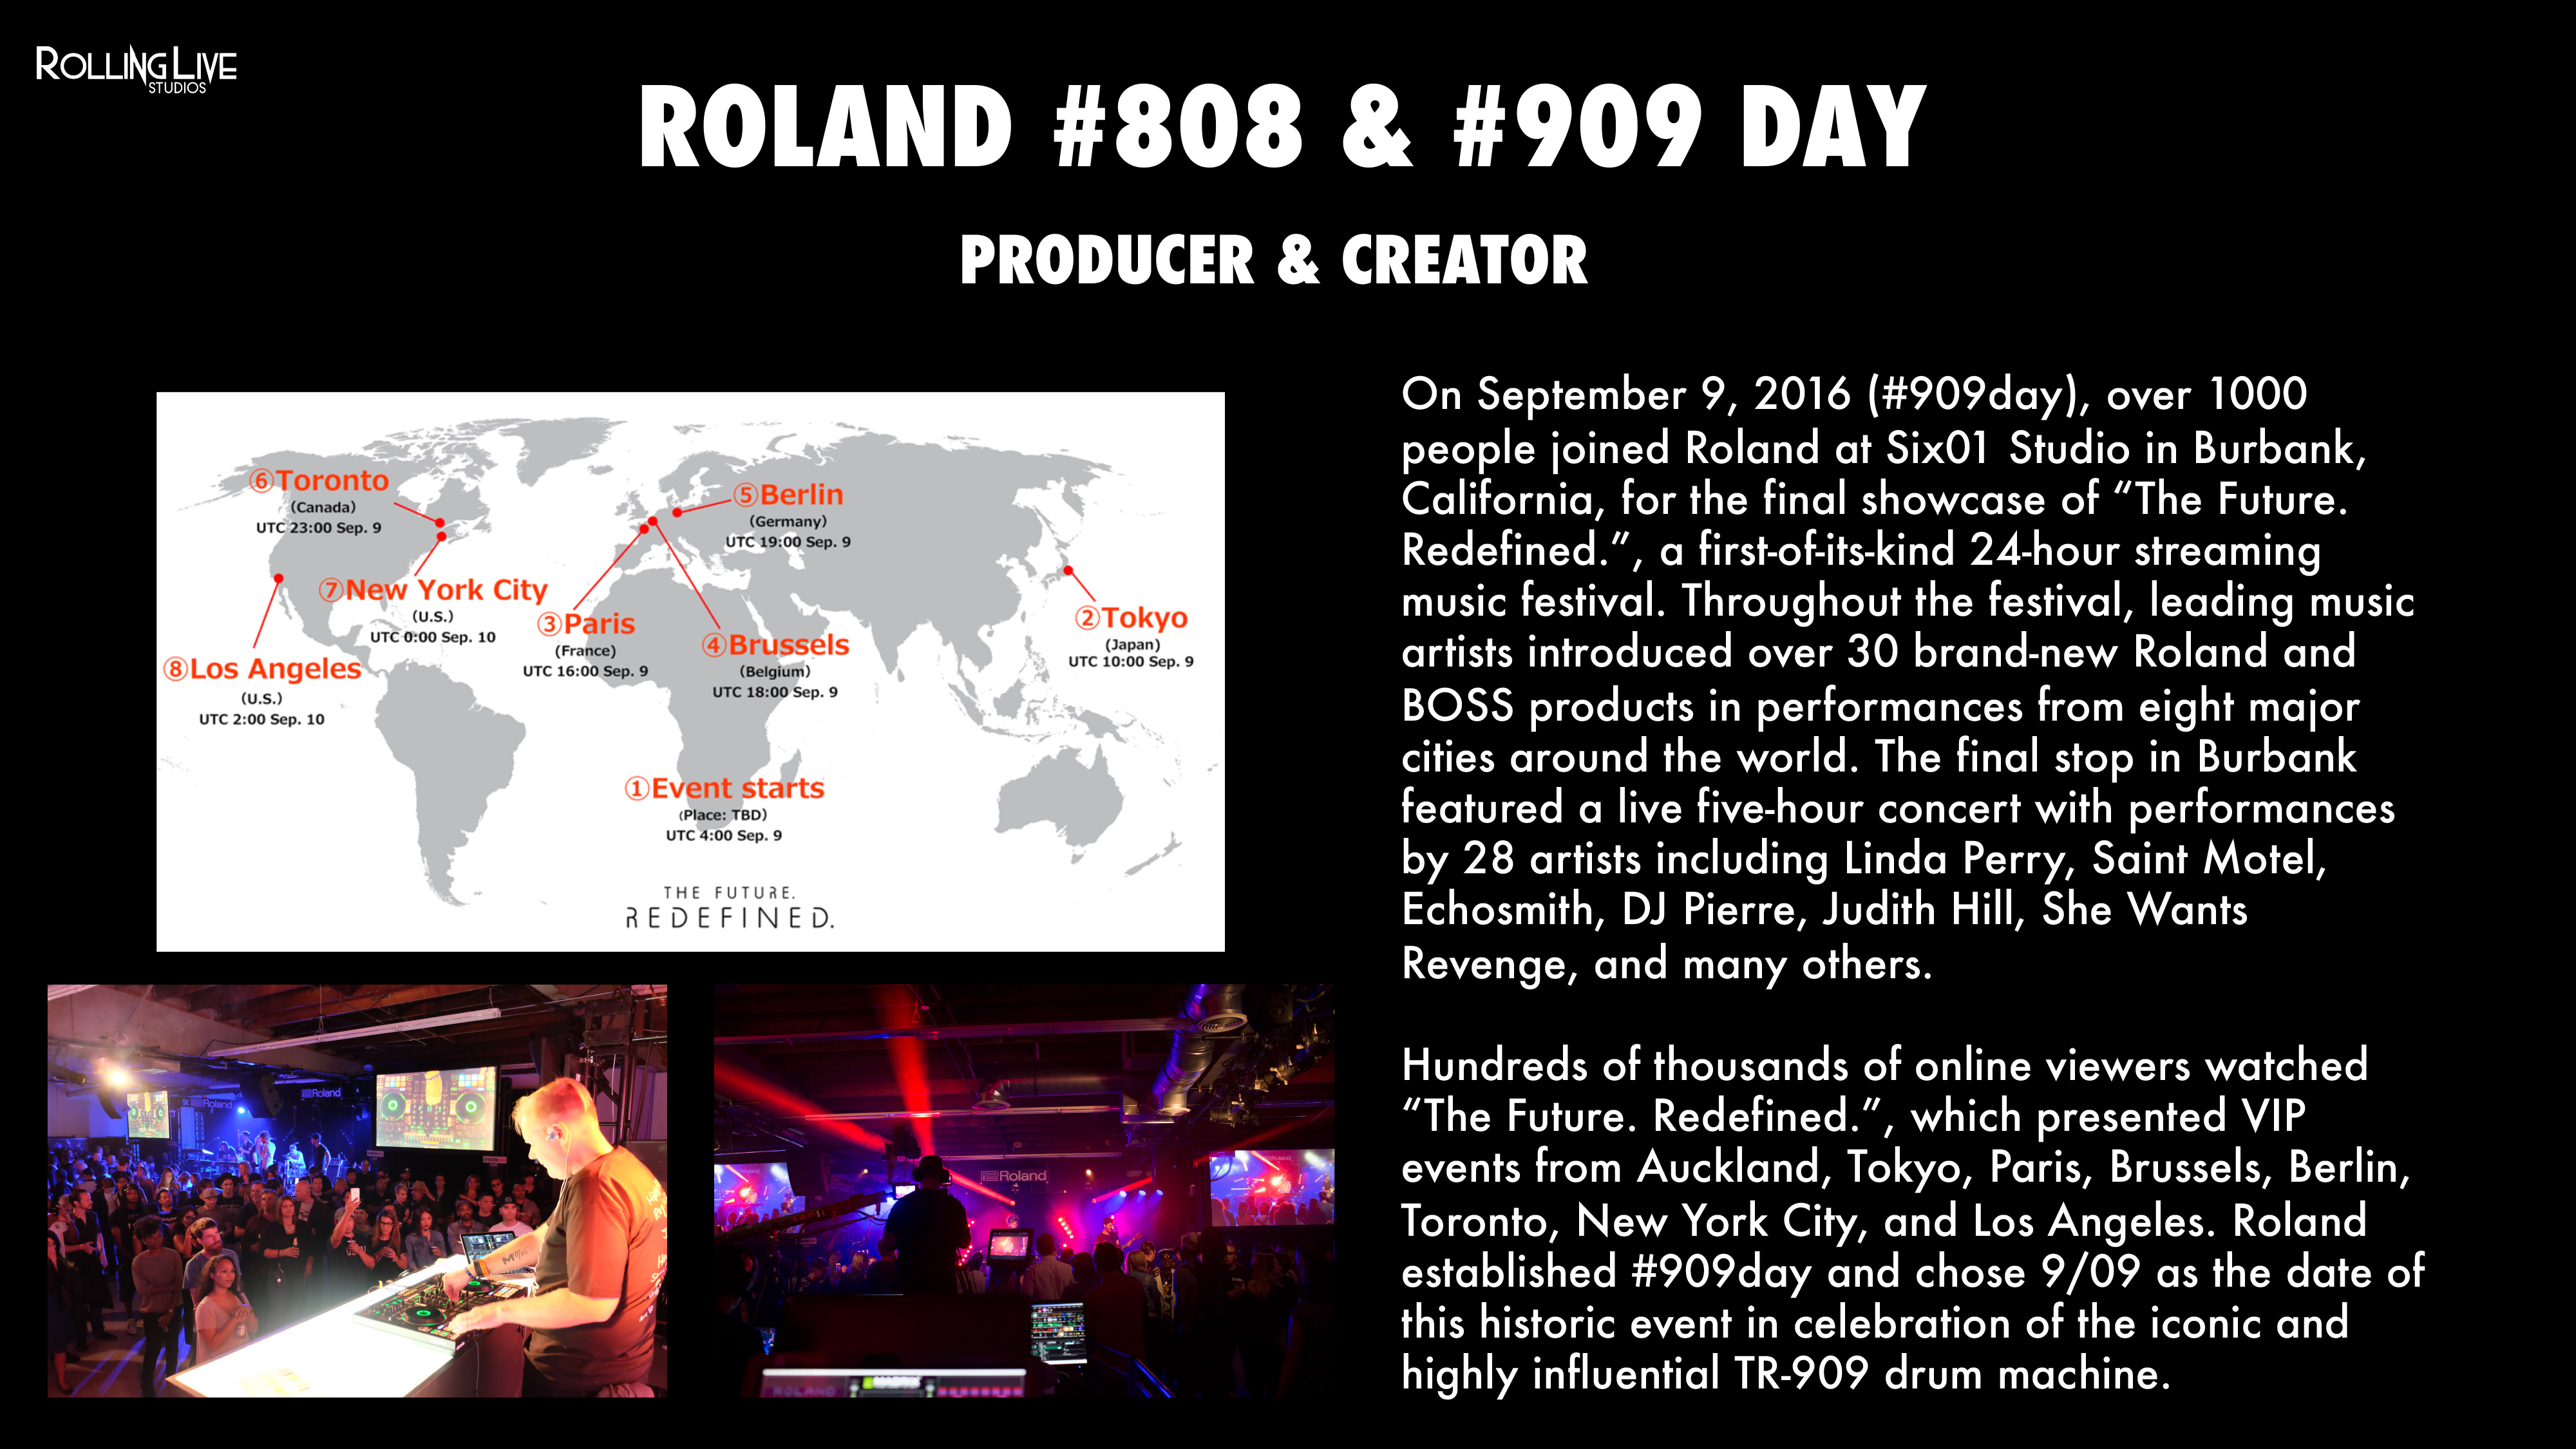 ROLLING LIVE
STUDIOS
ROLAND #808 & #909 DAY
PRODUCER & CREATOR
⑥Toronto
(Canada)
UTC 23:00 Sep. 9
⑤Berlin
(Germany)
UTC 19:00 Sep. 9
⑦New York City
(U.S.)
UTC 0:00 Sep. 10
③Paris
(France)
UTC 16:00 Sep. 9
④Brussels
(Belgium)
UTC 18:00 Sep. 9
②Tokyo
(Japan)
UTC 10:00 Sep. 9
⑧Los Angeles
(U.S.)
UTC 2:00 Sep. 10
①Event starts
(Place: TBD)
UTC 4:00 Sep. 9
THE FUTURE.
REDEFINED.
Roland
Roland
Roland
On September 9, 2016 (#909day), over 1000
people joined Roland at Six01 Studio in Burbank,
California, for the final showcase of “The Future.
Redefined.”, a first-of-its-kind 24-hour streaming
music festival. Throughout the festival, leading music
artists introduced over 30 brand-new Roland and
BOSS products in performances from eight major
cities around the world. The final stop in Burbank
featured a live five-hour concert with performances
by 28 artists including Linda Perry, Saint Motel,
Echosmith, DJ Pierre, Judith Hill, She Wants
Revenge, and many others.
Hundreds of thousands of online viewers watched
“The Future. Redefined.”, which presented VIP
events from Auckland, Tokyo, Paris, Brussels, Berlin,
Toronto, New York City, and Los Angeles. Roland
established #909day and chose 9/09 as the date of
this historic event in celebration of the iconic and
highly influential TR-909 drum machine.